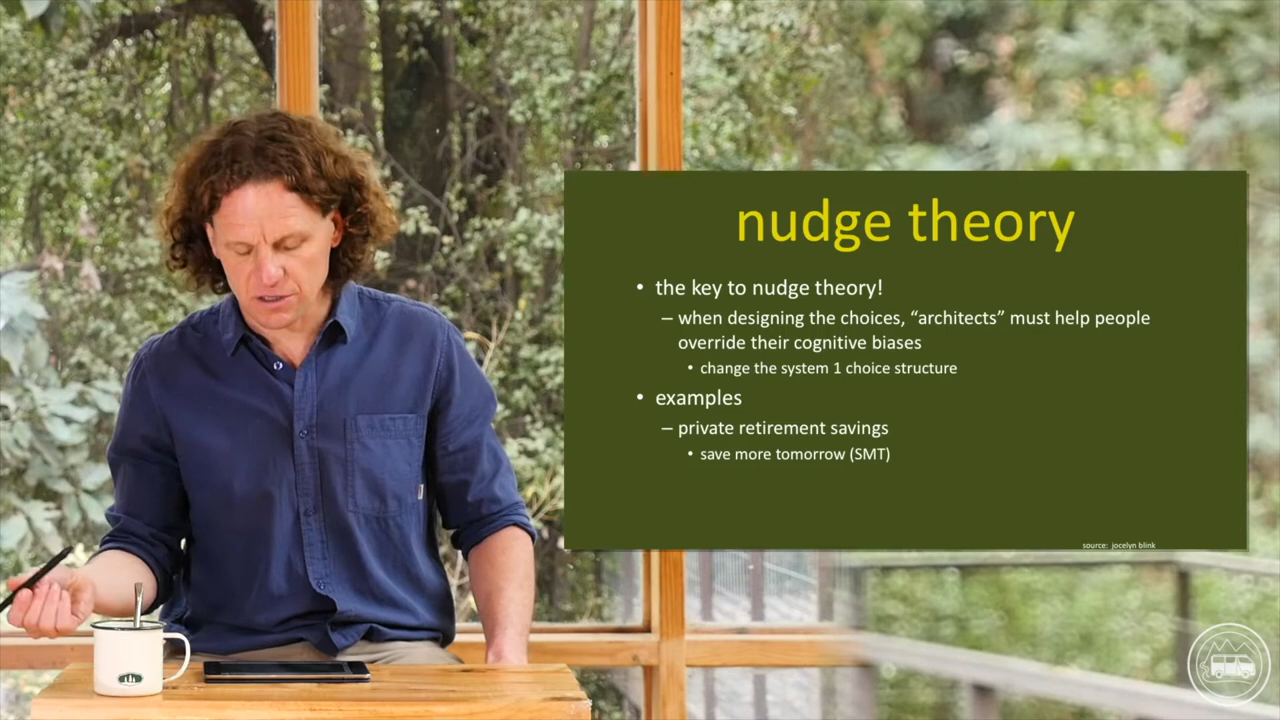 nudge theory
• the key to nudge theory!
– when designing the choices, “architects” must help people
override their cognitive biases
• change the system 1 choice structure
• examples
– private retirement savings
• save more tomorrow (SMT)
source: jocelyn blink